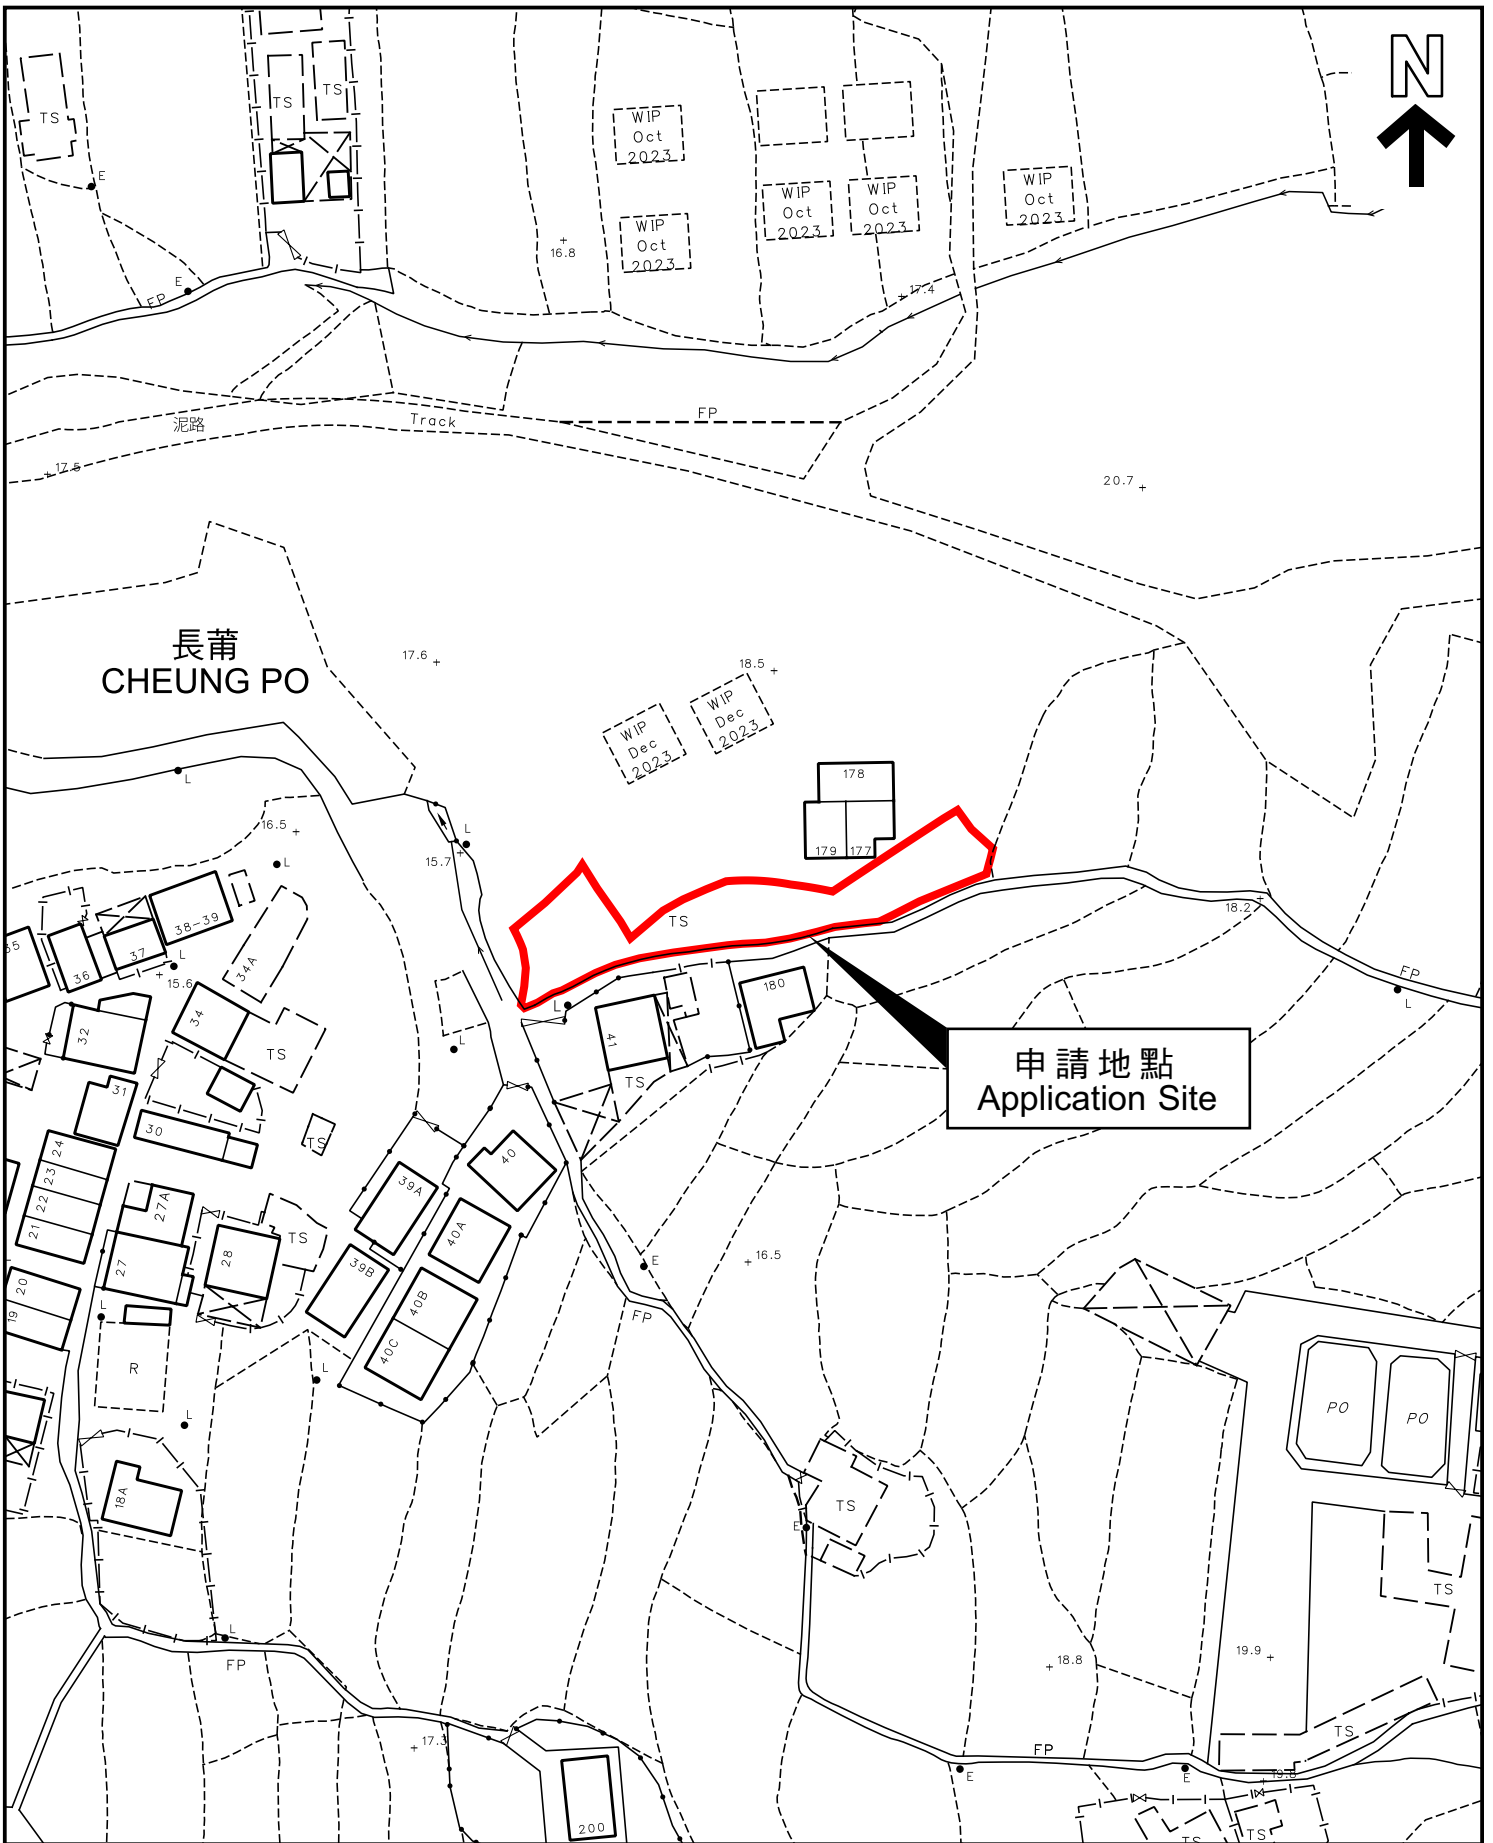 N
TS
TS
TS
WIP
Oct
2023
WIP
Oct
2023
WIP
Oct
2023
WIP
Oct
2023
WIP
Oct
2023
E
16.8
E
FP
17.4
泥路
Track
FP
17.5
20.7
長莆
CHEUNG PO
17.6
18.5
WIP
Dec
2023
WIP
Dec
2023
L
178
179
177
16.5
L
15.7
L
TS
18.2
FP
L
35
36
37
38-39
L
15.6
34A
34
TS
32
31
30
TS
L
L
41
TS
180
申請地點
Application Site
24
23
22
21
27A
27
28
TS
20
19
L
R
L
L
39A
39B
40
40A
40B
40C
E
16.5
FP
PO
PO
18A
TS
E
TS
L
FP
18.8
19.9
TS
17.3
FP
E
E
19.8
200
TS
TS